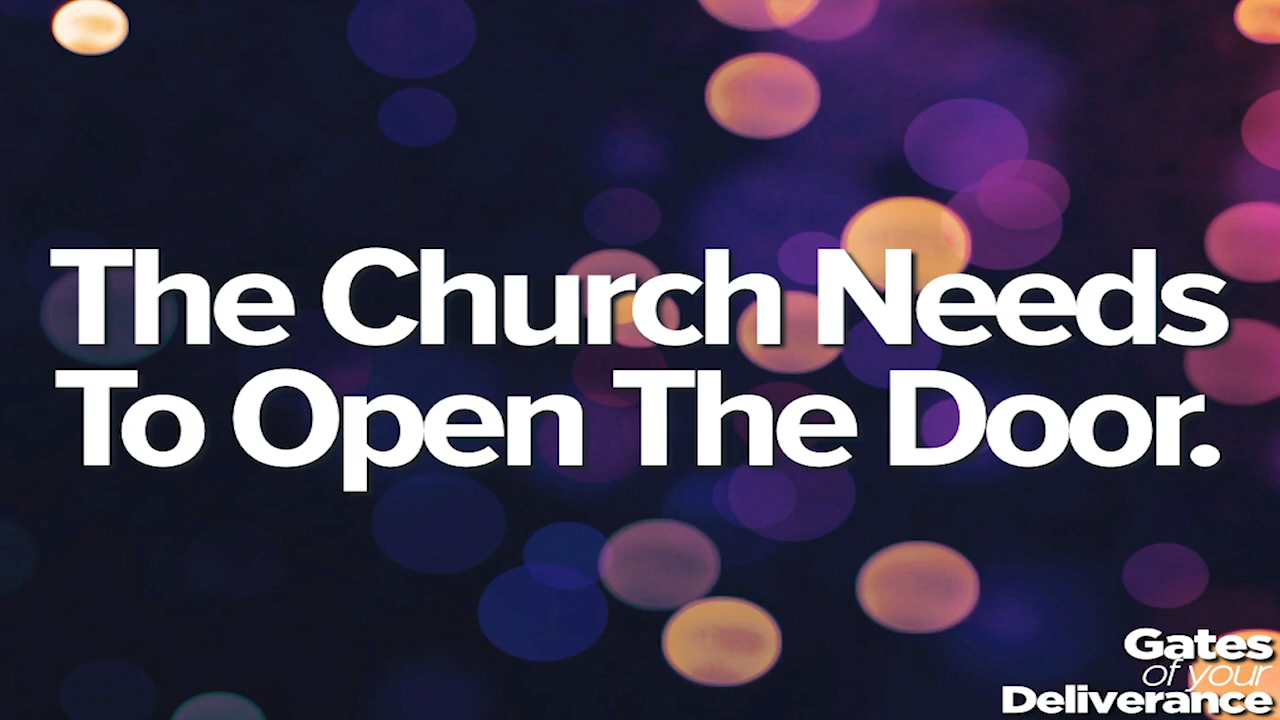 The Church Needs
To Open The Door.
Gates
of your
Deliverance